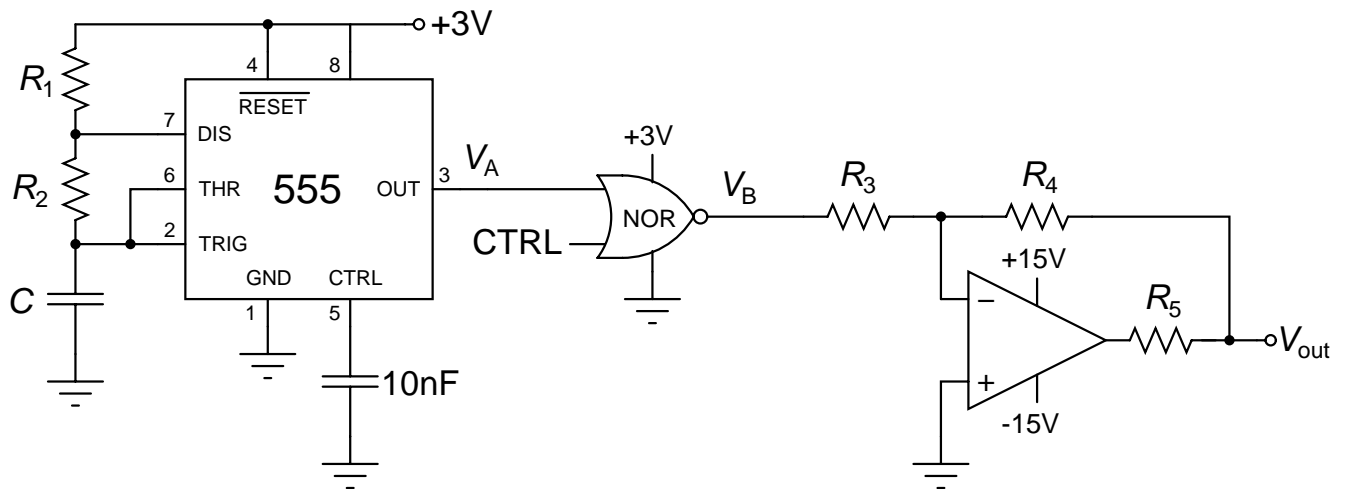 +3V
R1
4
8
RESET
7
DIS
R2
6
THR
555
OUT
3
VA
2
TRIG
GND
CTRL
C
1
5
10nF
+3V
NOR
CTRL
VB
R3
R4
+15V
−
+
-15V
R5
Vout